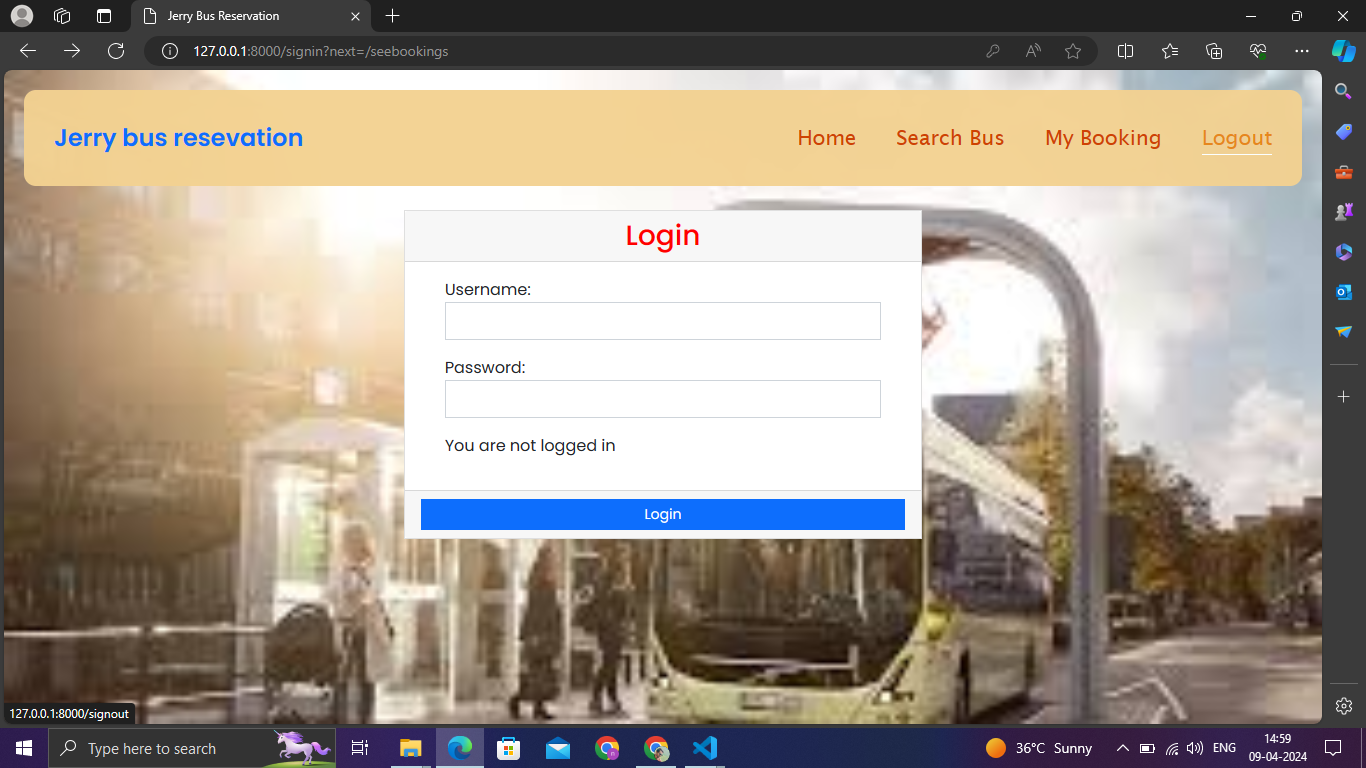 Jerry Bus Reservation
127.0.0.1:8000/signin?next=/seebookings
Jerry bus resevation
Home Search Bus My Booking Logout
Login
Username:
Password:
You are not logged in
Login
127.0.0.1:8000/signout
Type here to search
36°C Sunny
ENG
14:59
09-04-2024